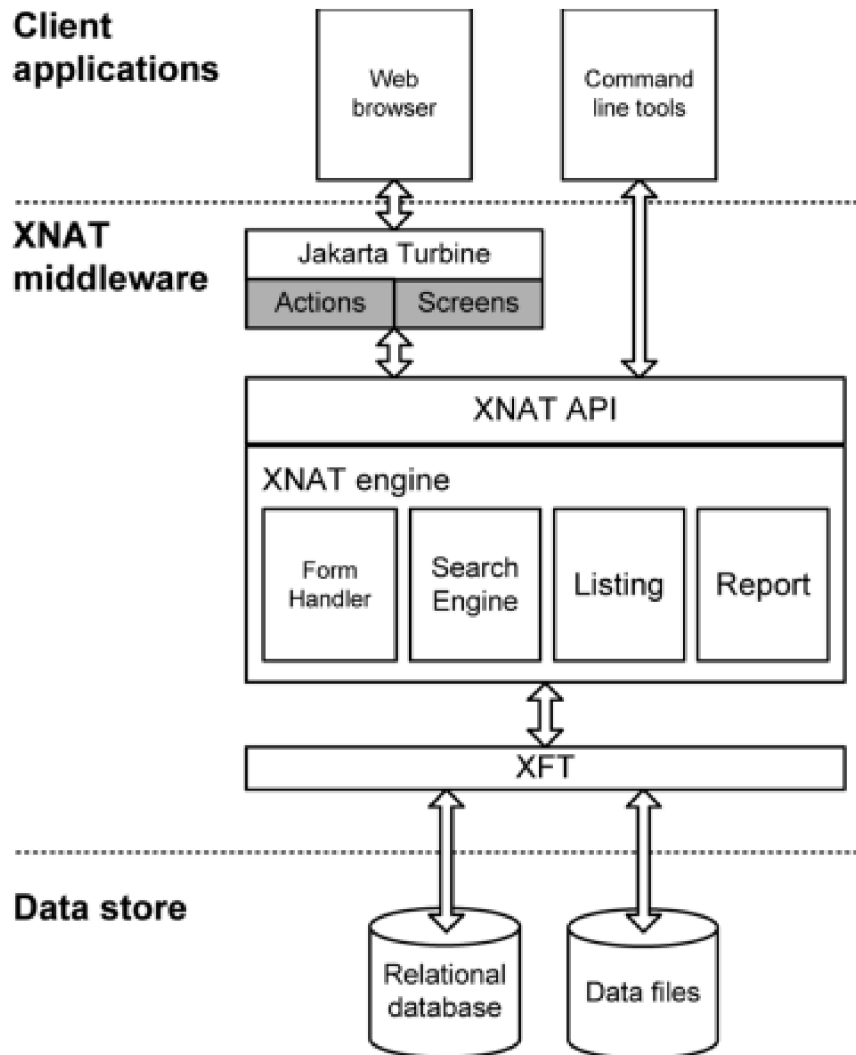 Client
applications
Web
browser
Command
line tools
XNAT
middleware
Jakarta Turbine
Actions
Screens
XNAT API
XNAT engine
Form
Handler
Search
Engine
Listing
Report
XFT
Data store
Relational
database
Data files